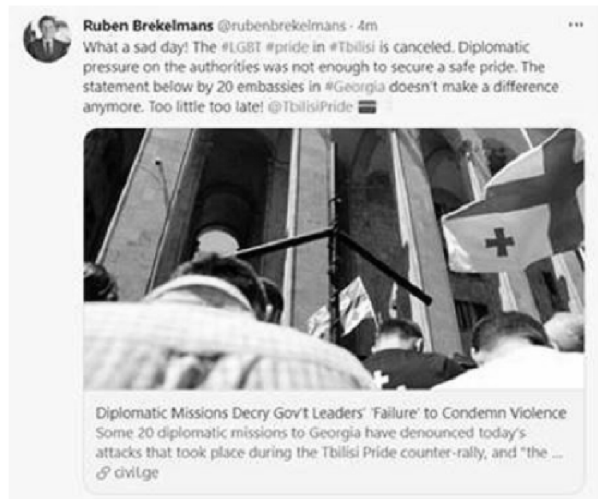 Ruben Brekelmans @rubenbrekelmans · 4m
What a sad day! The #LGBT #pride in #Tbilisi is canceled. Diplomatic
pressure on the authorities was not enough to secure a safe pride. The
statement below by 20 embassies in #Georgia doesn't make a difference
anymore. Too little too late! @TbilisiPride
Diplomatic Missions Decry Gov't Leaders' 'Failure' to Condemn Violence
Some 20 diplomatic missions to Georgia have denounced today's
attacks that took place during the Tbilisi Pride counter-rally, and "the ...
civil.ge